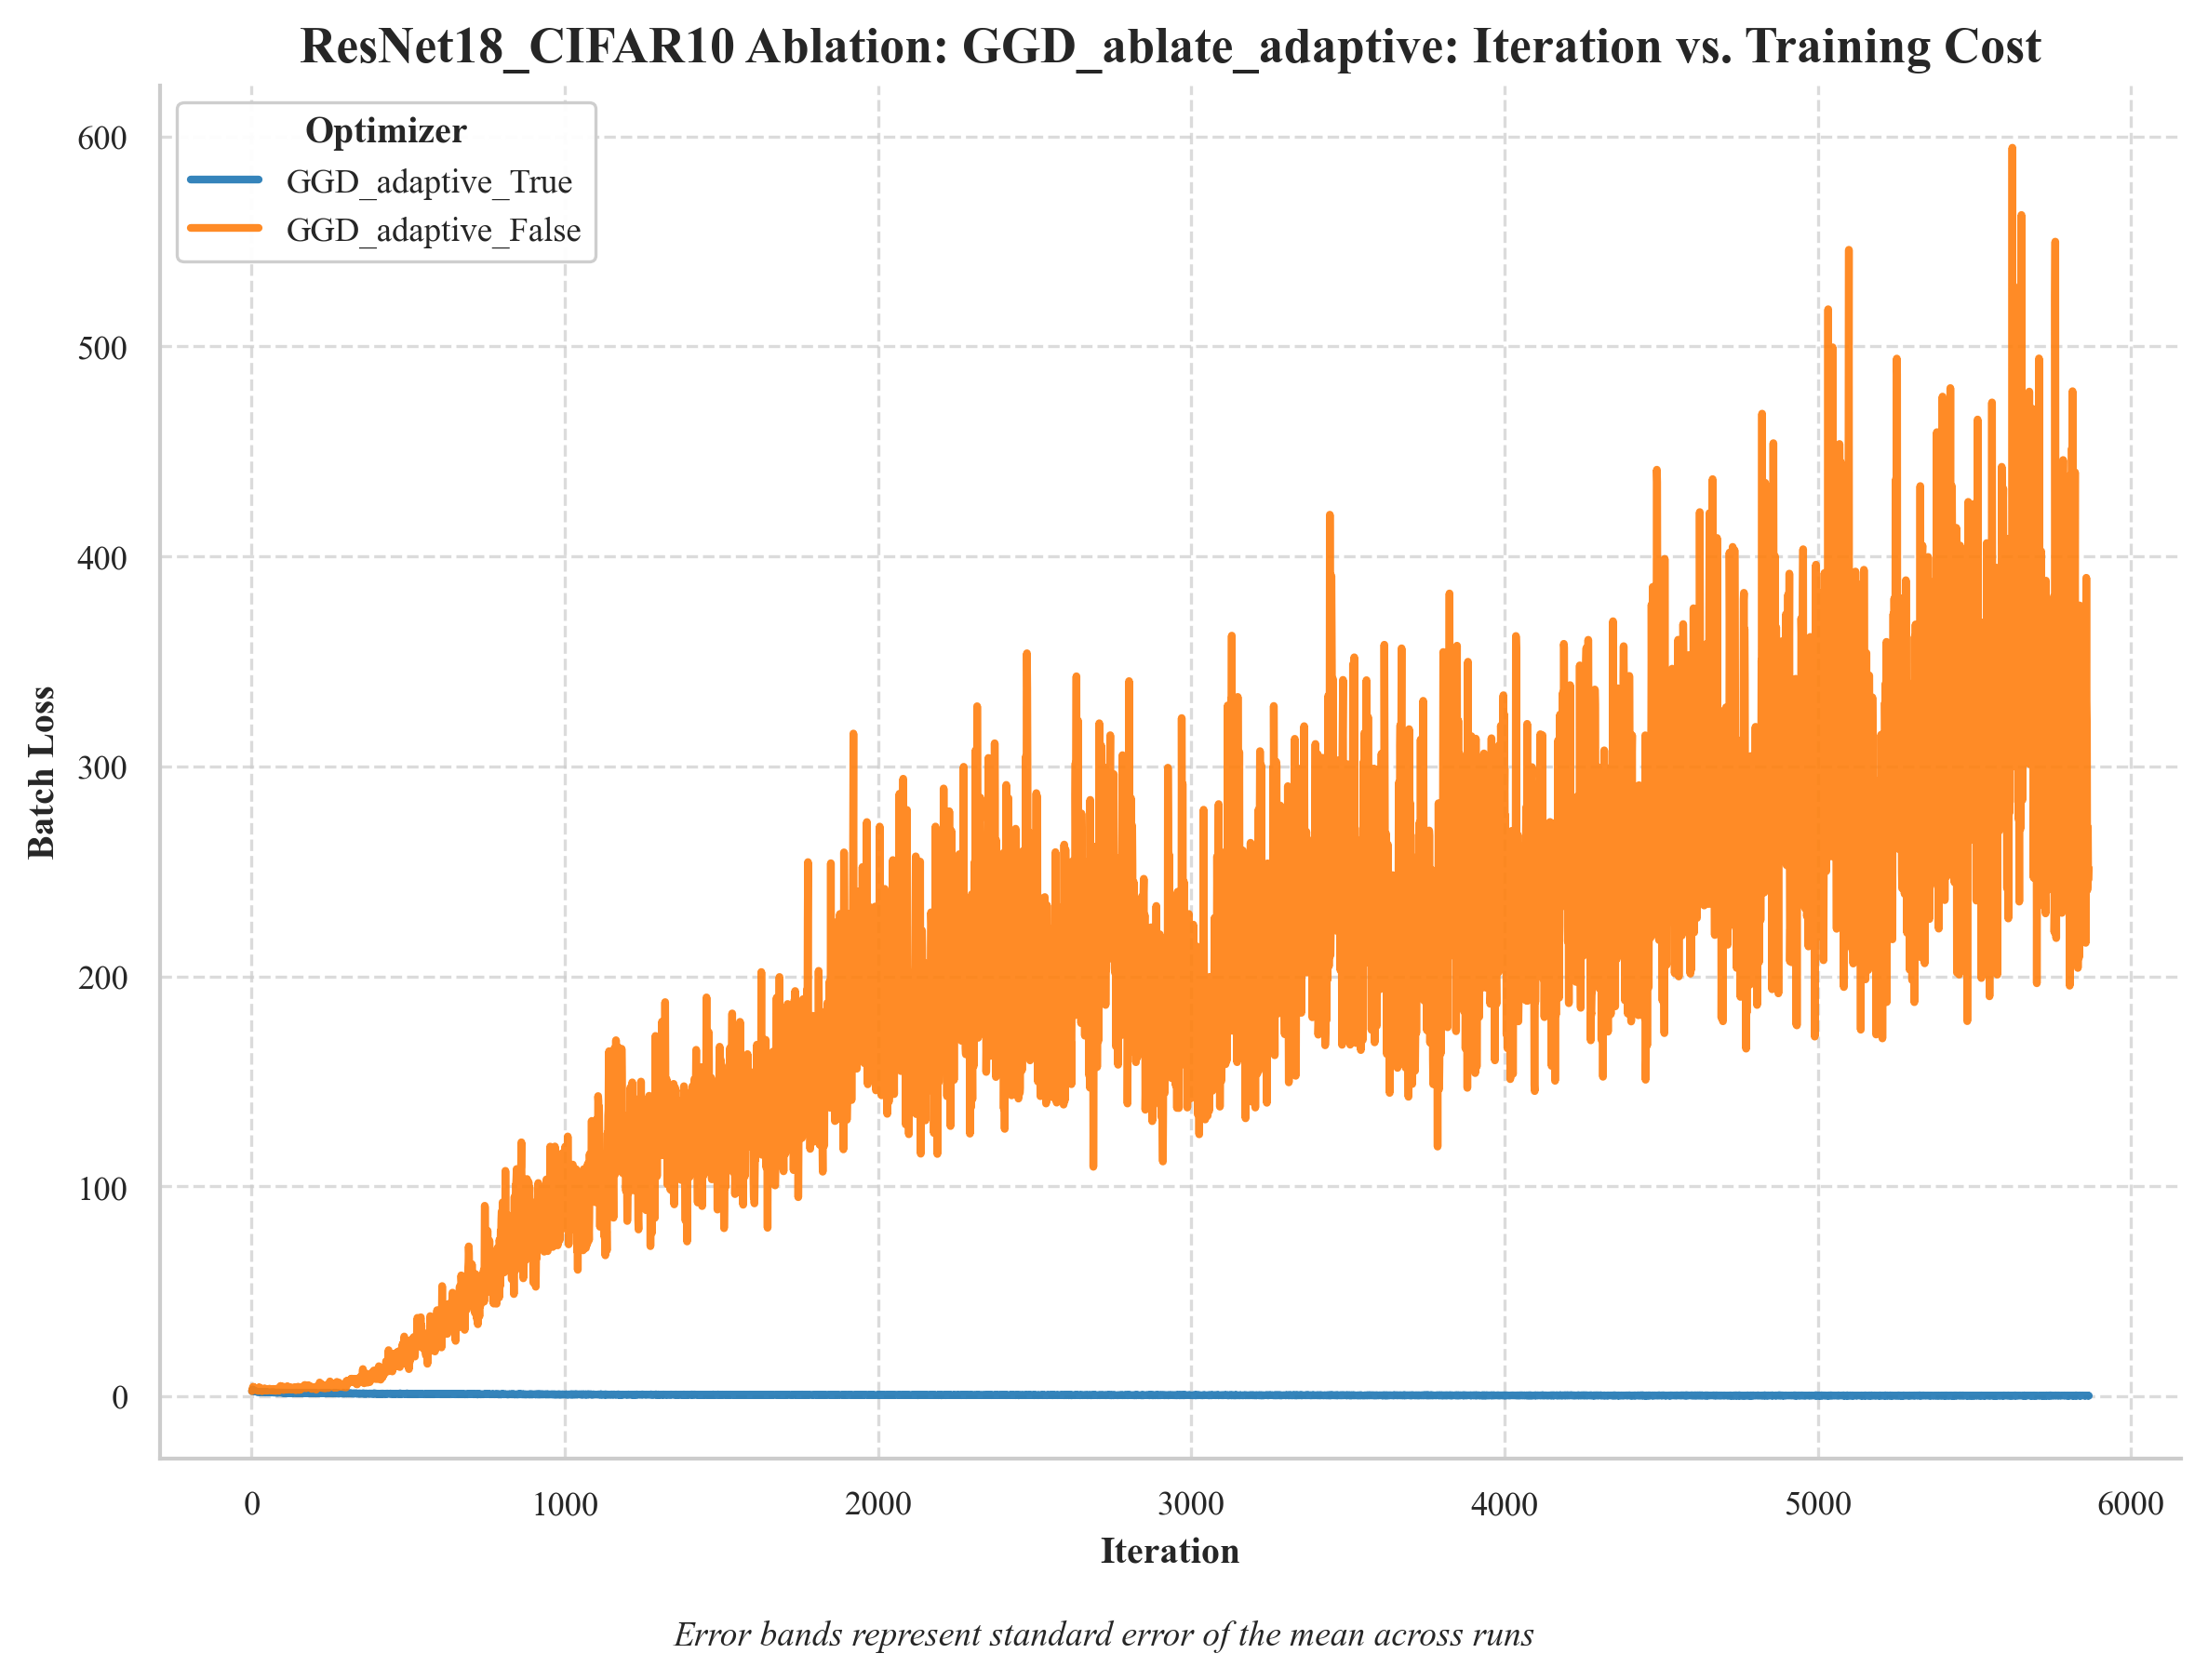 ResNet18_CIFAR10 Ablation: GGD_ablate_adaptive: Iteration vs. Training Cost
Optimizer
GGD_adaptive_True
GGD_adaptive_False
600
500
400
300
200
100
0
Batch Loss
0 1000 2000 3000 4000 5000 6000
Iteration
Error bands represent standard error of the mean across runs